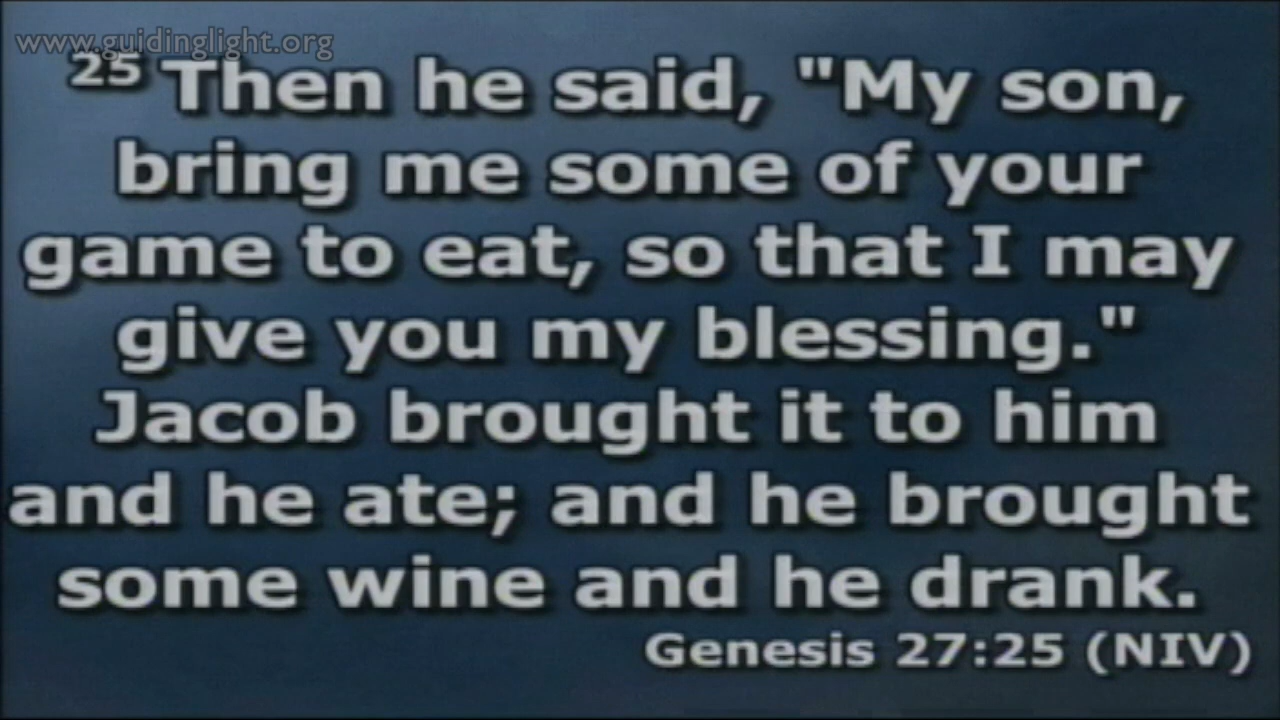 www.guidinglight.org
25 Then he said, "My son,
bring me some of your
game to eat, so that I may
give you my blessing."
Jacob brought it to him
and he ate; and he brought
some wine and he drank.
Genesis 27:25 (NIV)